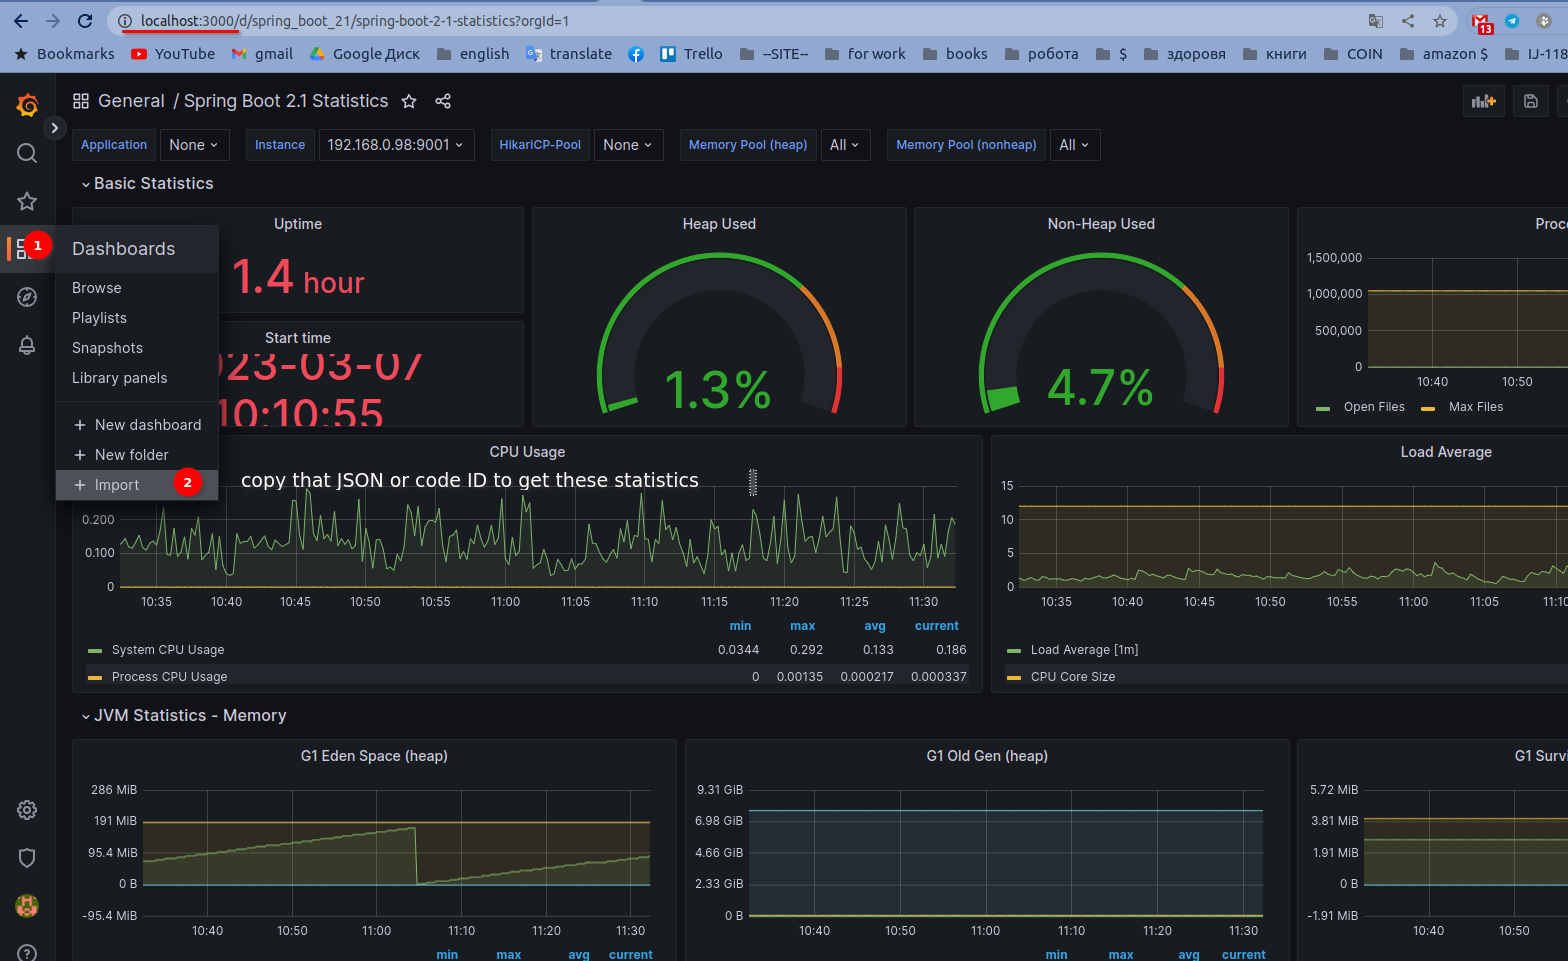 localhost:3000/d/spring_boot_21/spring-boot-2-1-statistics?orgId=1
13
Bookmarks YouTube gmail Google Диск english translate Trello --SITE-- for work books робота $ здоровя книги COIN amazon $ IJ-118
General / Spring Boot 2.1 Statistics
Application None Instance 192.168.0.98:9001 HikariCP-Pool None Memory Pool (heap) All Memory Pool (nonheap) All
Basic Statistics
1
Dashboards
Browse
Playlists
Snapshots
Library panels
+ New dashboard
+ New folder
+ Import 2
Uptime
1.4 hour
Start time
023-03-07
10:10:55
Heap Used
1.3%
Non-Heap Used
4.7%
Proc
1,500,000
1,000,000
500,000
0
10:40 10:50
Open Files Max Files
CPU Usage
copy that JSON or code ID to get these statistics
0.200
0.100
0
10:35 10:40 10:45 10:50 10:55 11:00 11:05 11:10 11:15 11:20 11:25 11:30
min max avg current
System CPU Usage 0.0344 0.292 0.133 0.186
Process CPU Usage 0 0.00135 0.000217 0.000337
Load Average
15
10
5
0
10:35 10:40 10:45 10:50 10:55 11:00 11:05 11:10
Load Average [1m]
CPU Core Size
JVM Statistics - Memory
G1 Eden Space (heap)
286 MiB
191 MiB
95.4 MiB
0 B
-95.4 MiB
10:40 10:50 11:00 11:10 11:20 11:30
min max avg current
G1 Old Gen (heap)
9.31 GiB
6.98 GiB
4.66 GiB
2.33 GiB
0 B
10:40 10:50 11:00 11:10 11:20 11:30
min max avg current
G1 Survi
5.72 MiB
3.81 MiB
1.91 MiB
0 B
-1.91 MiB
10:40 10:50